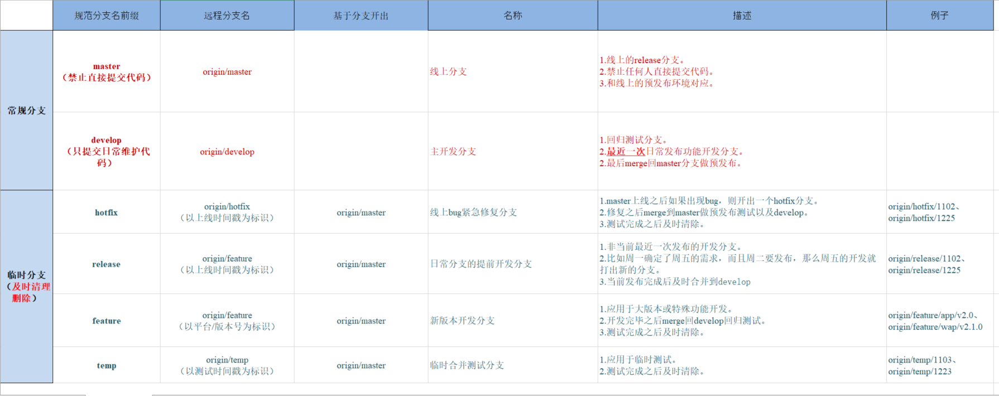 规范分支名前缀
远程分支名
基于分支开出
名称
描述
例子
常规分支
master
（禁止直接提交代码）
origin/master
线上分支
1.线上的release分支。
2.禁止任何人直接提交代码。
3.和线上的预发布环境对应。
develop
（只提交日常维护代
码）
origin/develop
主开发分支
1.回归测试分支。
2.最近一次日常发布功能开发分支。
2.最后merge回master分支做预发布。
临时分支
（及时清理
删除）
hotfix
origin/hotfix
（以上线时间戳为标识）
origin/master
线上bug紧急修复分支
1.master上线之后如果出现bug，则开出一个hotfix分支。
2.修复之后merge到master做预发布测试以及develop。
3.测试完成之后及时清除。
origin/hotfix/1102、
origin/hotfix/1225
release
origin/feature
（以上线时间戳为标识）
origin/master
日常分支的提前开发分支
1.非当前最近一次发布的开发分支。
2.比如周一确定了周五的需求，而且周二要发布，那么周五的开发就
打出新的分支。
3.当前发布完成后及时合并到develop
origin/release/1102、
origin/release/1225
feature
origin/feature
（以平台/版本号为标识）
origin/master
新版本开发分支
1.应用于大版本或特殊功能开发。
2.开发完毕之后merge回develop回归测试。
3.测试完成之后及时清除。
origin/feature/app/v2.0、
origin/feature/wap/v2.1.0
temp
origin/temp
（以测试时间戳为标识）
origin/master
临时合并测试分支
1.应用于临时测试。
2.测试完成之后及时清除。
origin/temp/1103、
origin/temp/1223